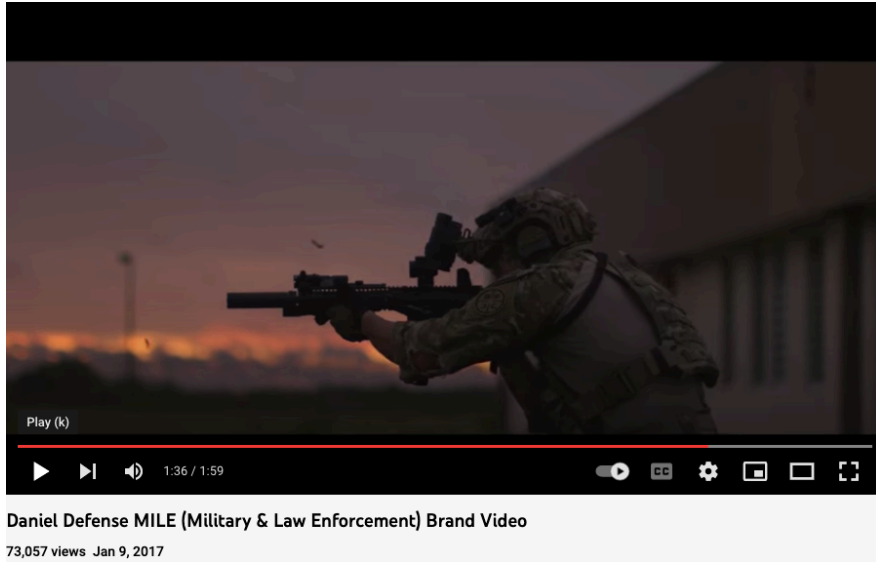 Play (k)
1:36 / 1:59
CC
Daniel Defense MILE (Military & Law Enforcement) Brand Video
73,057 views Jan 9, 2017